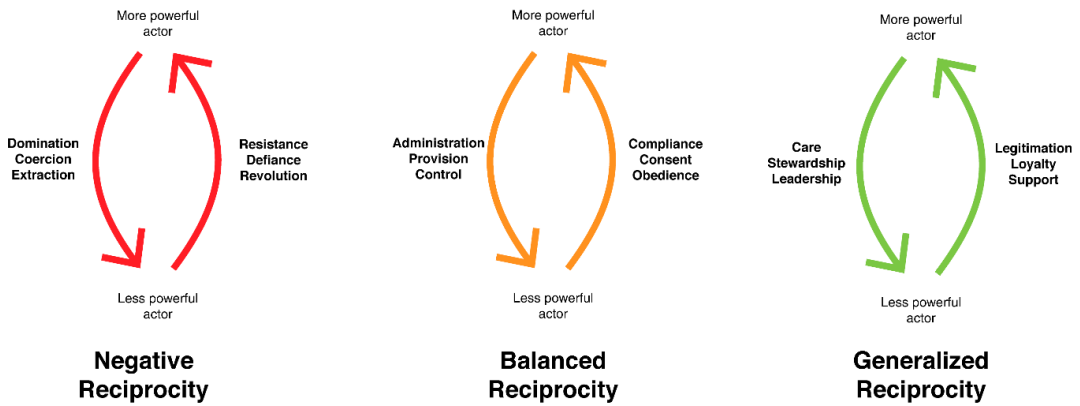 More powerful
actor
Domination
Coercion
Extraction
Resistance
Defiance
Revolution
Less powerful
actor
Negative
Reciprocity
More powerful
actor
Administration
Provision
Control
Compliance
Consent
Obedience
Less powerful
actor
Balanced
Reciprocity
More powerful
actor
Care
Stewardship
Leadership
Legitimation
Loyalty
Support
Less powerful
actor
Generalized
Reciprocity